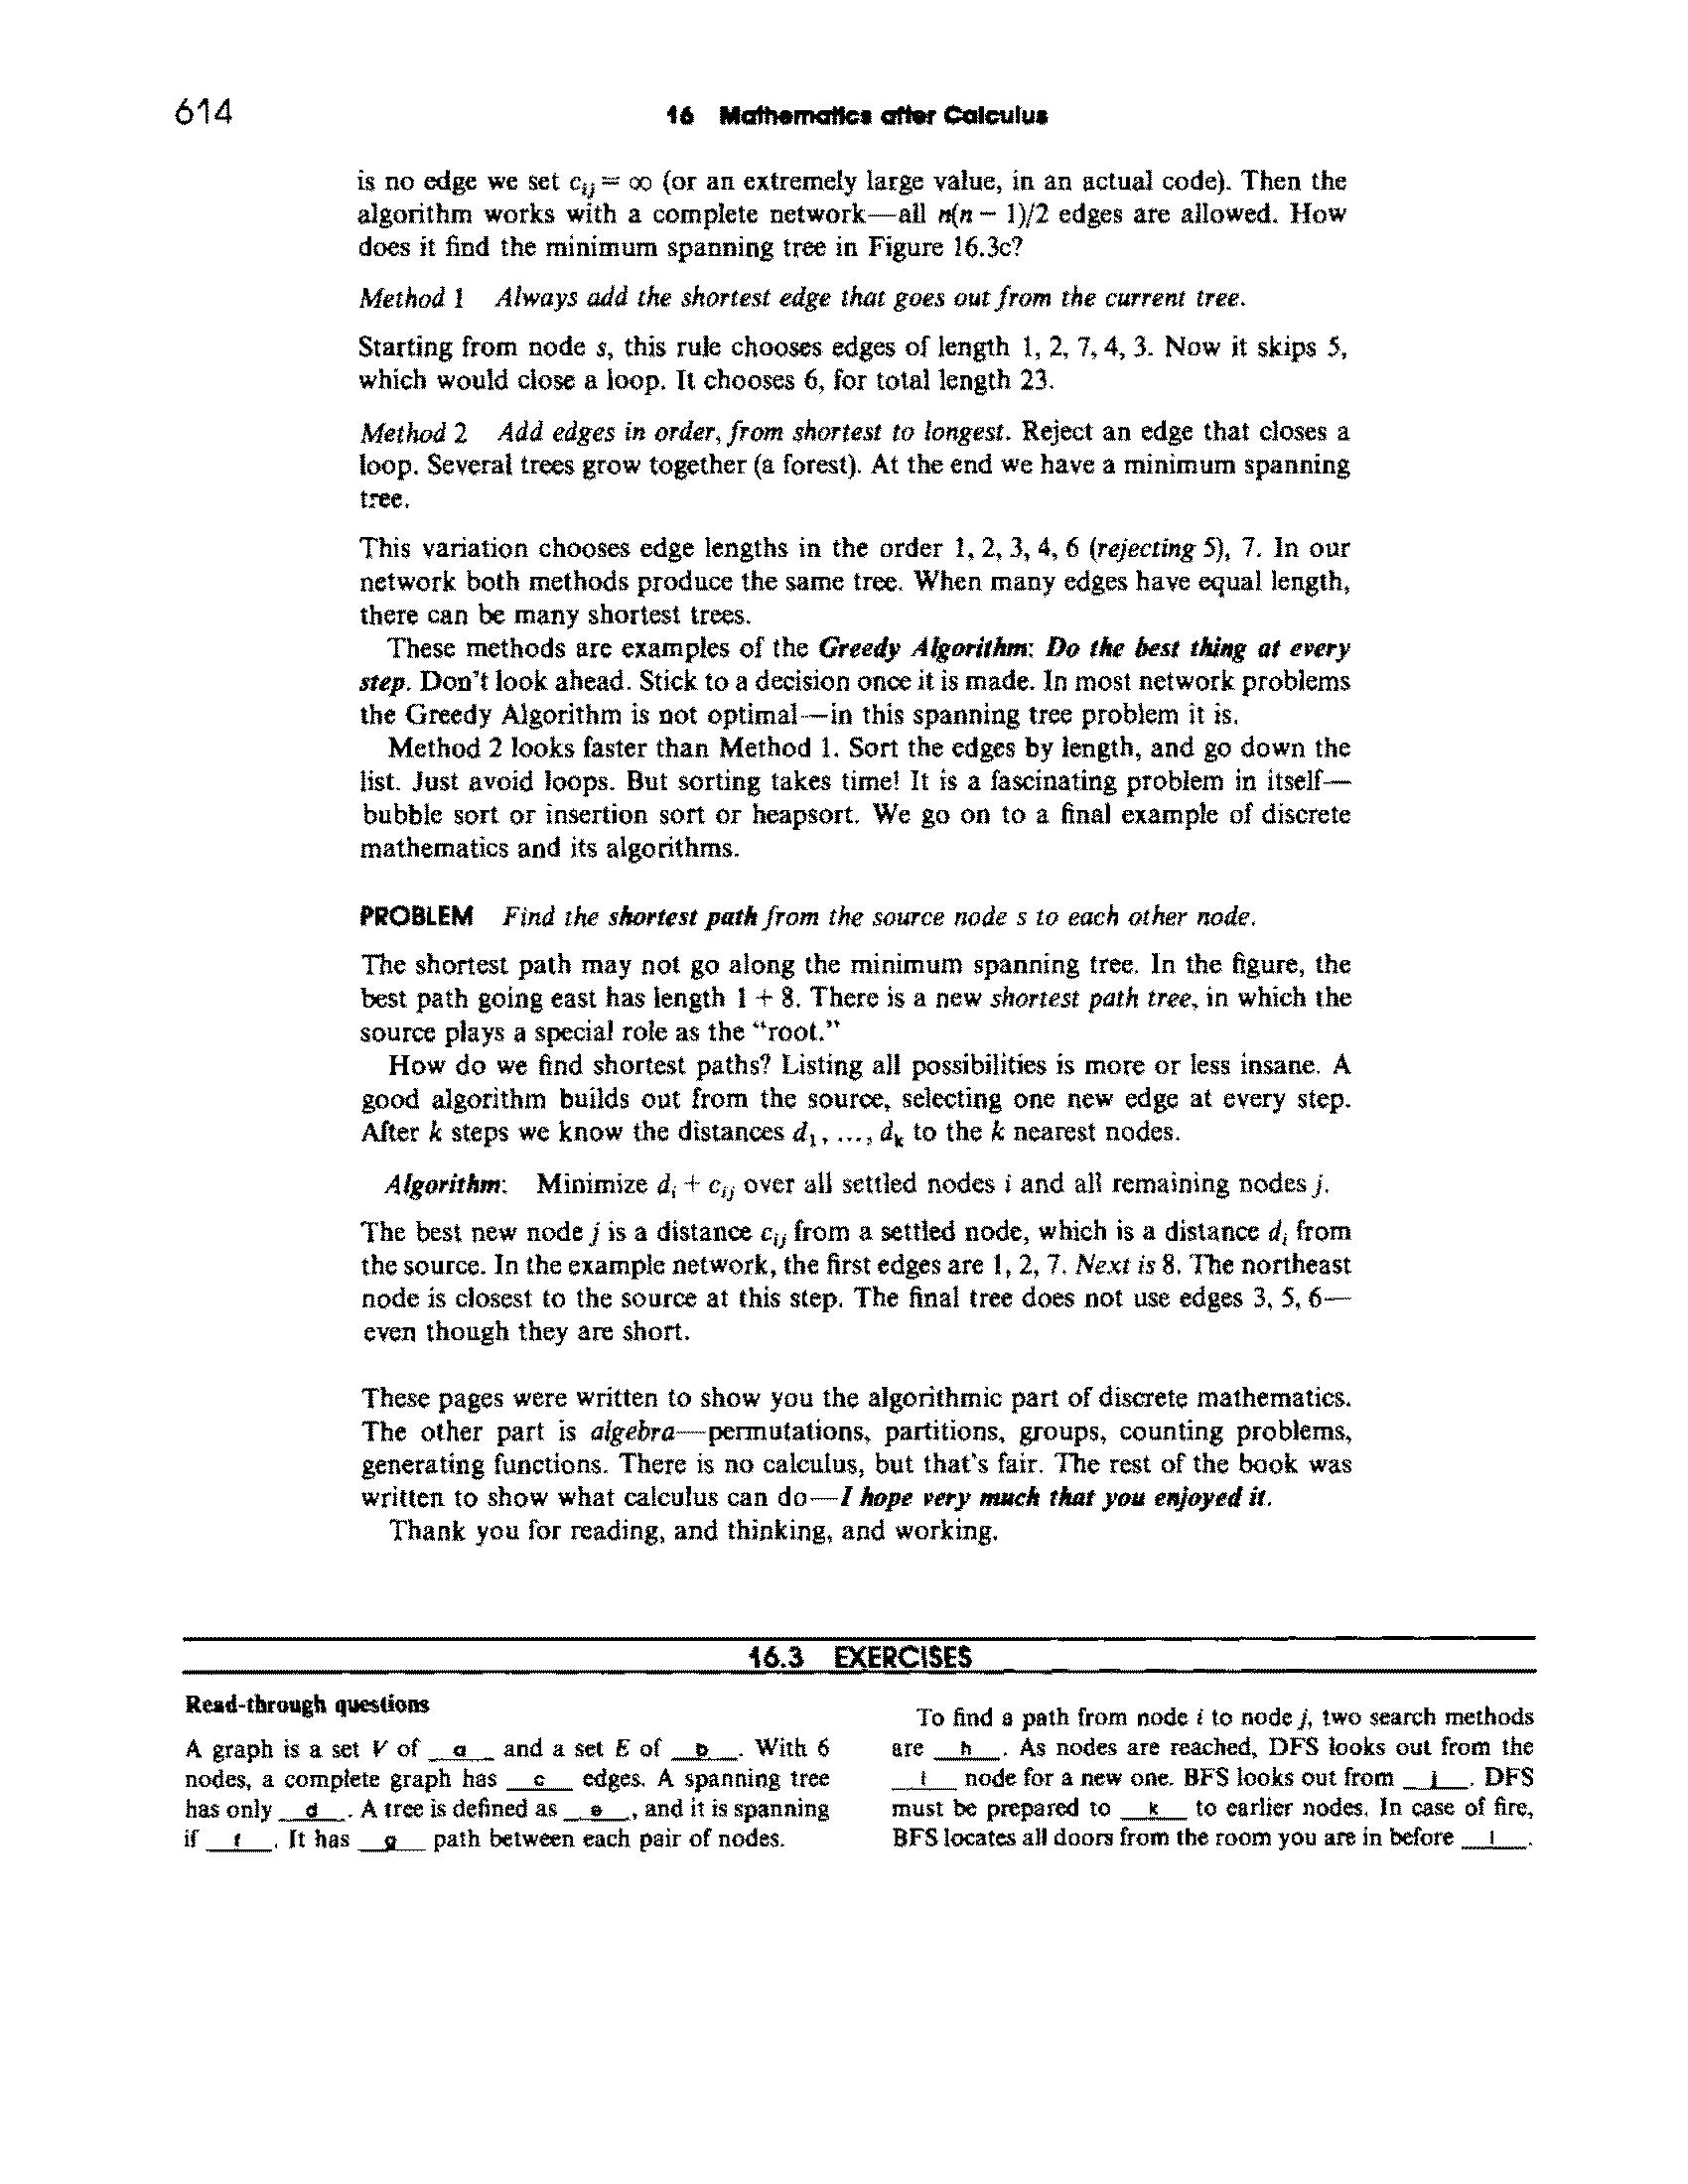 614
16 Mathematics after Calculus
is no edge we set cᵢⱼ = ∞ (or an extremely large value, in an actual code). Then the
algorithm works with a complete network—all n(n − 1)/2 edges are allowed. How
does it find the minimum spanning tree in Figure 16.3c?
Method 1 Always add the shortest edge that goes out from the current tree.
Starting from node s, this rule chooses edges of length 1, 2, 7, 4, 3. Now it skips 5,
which would close a loop. It chooses 6, for total length 23.
Method 2 Add edges in order, from shortest to longest. Reject an edge that closes a
loop. Several trees grow together (a forest). At the end we have a minimum spanning
tree.
This variation chooses edge lengths in the order 1, 2, 3, 4, 6 (rejecting 5), 7. In our
network both methods produce the same tree. When many edges have equal length,
there can be many shortest trees.
These methods are examples of the Greedy Algorithm: Do the best thing at every
step. Don't look ahead. Stick to a decision once it is made. In most network problems
the Greedy Algorithm is not optimal—in this spanning tree problem it is.
Method 2 looks faster than Method 1. Sort the edges by length, and go down the
list. Just avoid loops. But sorting takes time! It is a fascinating problem in itself—
bubble sort or insertion sort or heapsort. We go on to a final example of discrete
mathematics and its algorithms.
PROBLEM Find the shortest path from the source node s to each other node.
The shortest path may not go along the minimum spanning tree. In the figure, the
best path going east has length 1 + 8. There is a new shortest path tree, in which the
source plays a special role as the "root."
How do we find shortest paths? Listing all possibilities is more or less insane. A
good algorithm builds out from the source, selecting one new edge at every step.
After k steps we know the distances d₁, ..., dₖ to the k nearest nodes.
Algorithm: Minimize dᵢ + cᵢⱼ over all settled nodes i and all remaining nodes j.
The best new node j is a distance cᵢⱼ from a settled node, which is a distance dᵢ from
the source. In the example network, the first edges are 1, 2, 7. Next is 8. The northeast
node is closest to the source at this step. The final tree does not use edges 3, 5, 6—
even though they are short.
These pages were written to show you the algorithmic part of discrete mathematics.
The other part is algebra—permutations, partitions, groups, counting problems,
generating functions. There is no calculus, but that's fair. The rest of the book was
written to show what calculus can do—I hope very much that you enjoyed it.
Thank you for reading, and thinking, and working.
16.3 EXERCISES
Read-through questions
A graph is a set V of __a__ and a set E of __b__. With 6
nodes, a complete graph has __c__ edges. A spanning tree
has only __d__. A tree is defined as __e__, and it is spanning
if __f__. It has __g__ path between each pair of nodes.
To find a path from node i to node j, two search methods
are __h__. As nodes are reached, DFS looks out from the
__i__ node for a new one. BFS looks out from __j__. DFS
must be prepared to __k__ to earlier nodes. In case of fire,
BFS locates all doors from the room you are in before __l__.